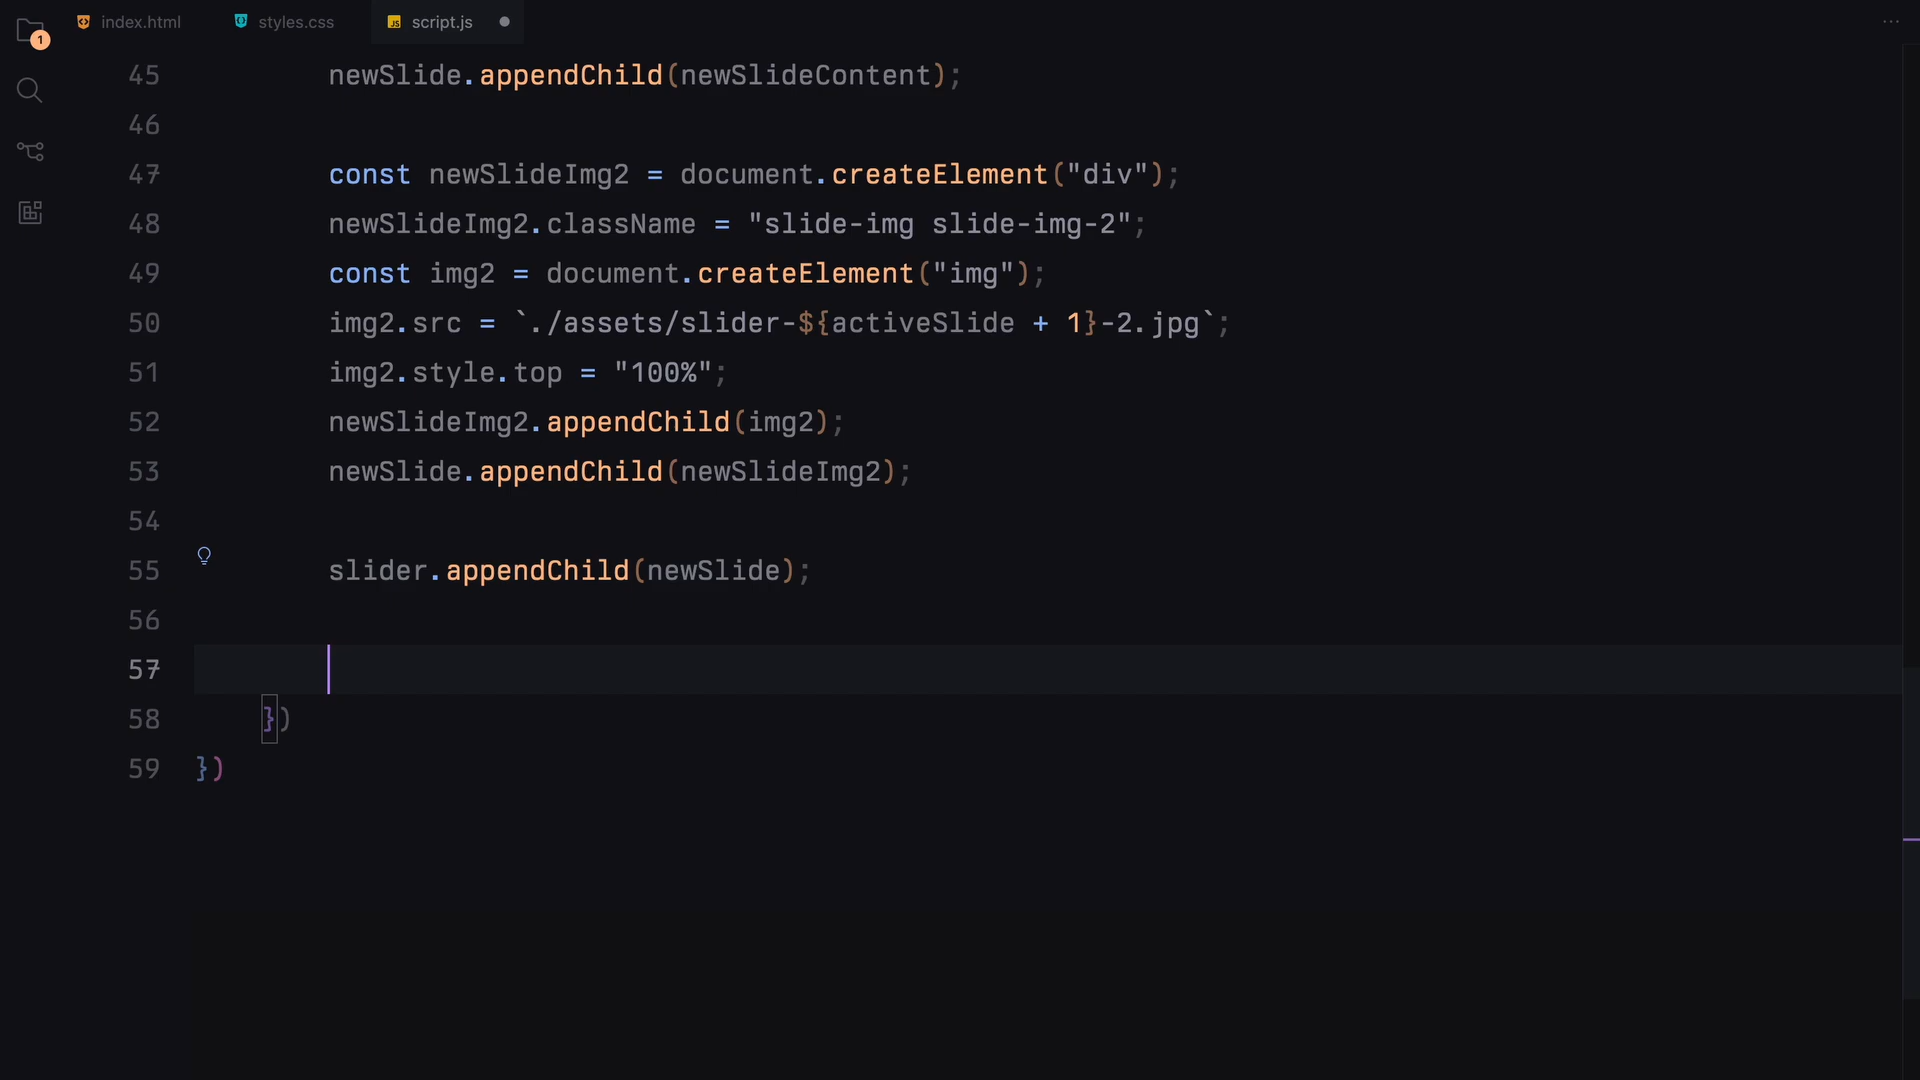 1
index.html
styles.css
JS script.js
45 newSlide.appendChild(newSlideContent);
46
47 const newSlideImg2 = document.createElement("div");
48 newSlideImg2.className = "slide-img slide-img-2";
49 const img2 = document.createElement("img");
50 img2.src = `./assets/slider-${activeSlide + 1}-2.jpg`;
51 img2.style.top = "100%";
52 newSlideImg2.appendChild(img2);
53 newSlide.appendChild(newSlideImg2);
54
55 slider.appendChild(newSlide);
56
57
58 })
59 })